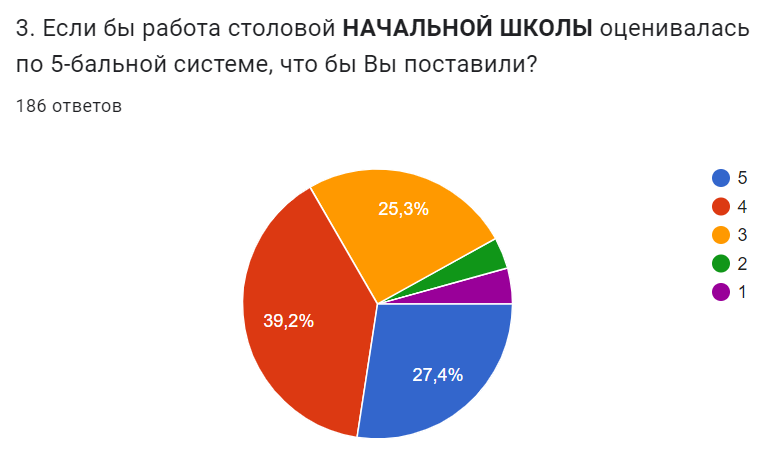 3. Если бы работа столовой НАЧАЛЬНОЙ ШКОЛЫ оценивалась
по 5-бальной системе, что бы Вы поставили?
186 ответов
25,3%
39,2%
27,4%
5
4
3
2
1